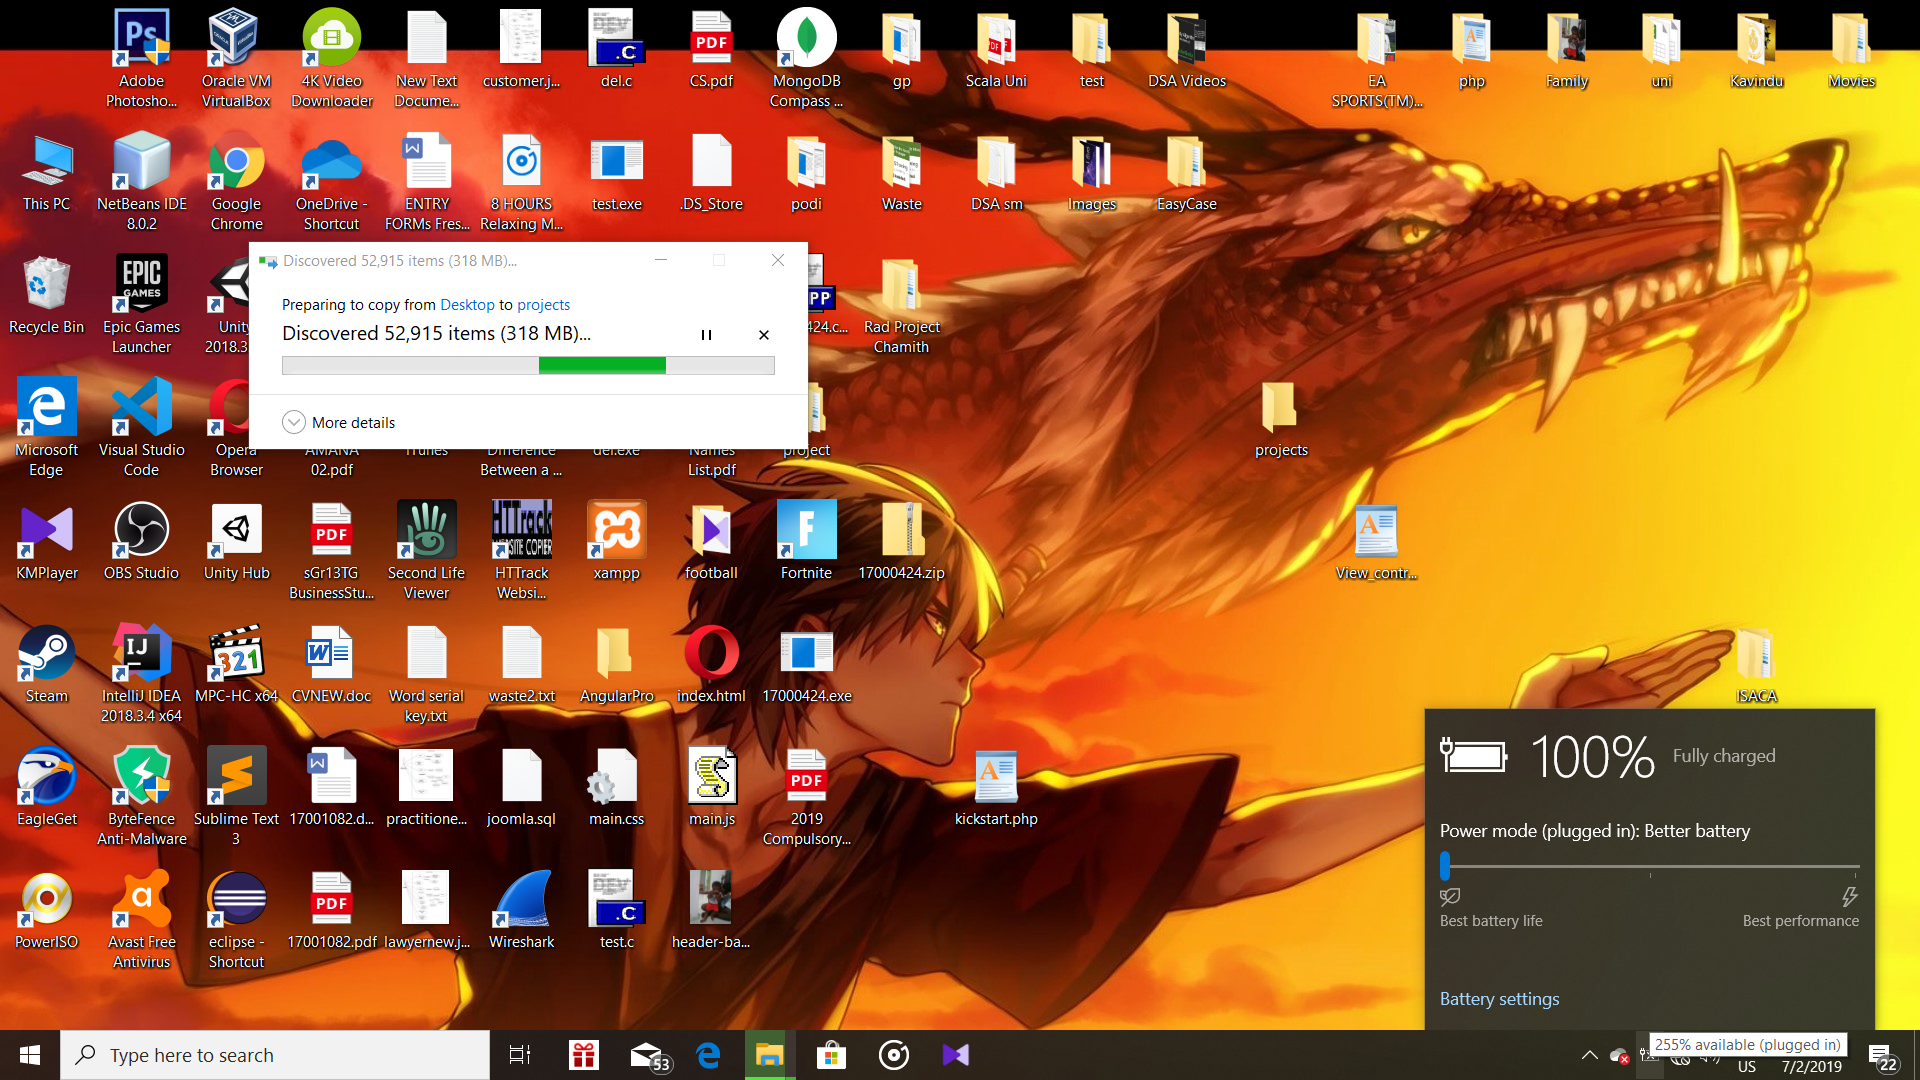 Adobe
Photosho...
Oracle VM
VirtualBox
4K Video
Downloader
New Text
Docume...
customer.j...
del.c
CS.pdf
MongoDB
Compass ...
gp
Scala Uni
test
DSA Videos
EA
SPORTS(TM)...
php
Family
uni
Kavindu
Movies
This PC
NetBeans IDE
8.0.2
Google
Chrome
OneDrive -
Shortcut
ENTRY
FORMs Fres...
8 HOURS
Relaxing M...
test.exe
.DS_Store
podi
Waste
DSA sm
Images
EasyCase
Discovered 52,915 items (318 MB)...
Preparing to copy from Desktop to projects
Discovered 52,915 items (318 MB)...
More details
Recycle Bin
Epic Games
Launcher
Unity
2018.3
424.c...
Rad Project
Chamith
Microsoft
Edge
Visual Studio
Code
Opera
Browser
AMANA
02.pdf
iTunes
Difference
Between a ...
del.exe
Names
List.pdf
project
projects
KMPlayer
OBS Studio
Unity Hub
sGr13TG
BusinessStu...
Second Life
Viewer
HTTrack
Websi...
xampp
football
Fortnite
17000424.zip
View_contr...
Steam
IntelliJ IDEA
2018.3.4 x64
MPC-HC x64
CVNEW.doc
Word serial
key.txt
waste2.txt
AngularPro
index.html
17000424.exe
ISACA
EagleGet
ByteFence
Anti-Malware
Sublime Text
3
17001082.d...
practitione...
joomla.sql
main.css
main.js
2019
Compulsory...
kickstart.php
PowerISO
Avast Free
Antivirus
eclipse -
Shortcut
17001082.pdf
lawyernew.j...
Wireshark
test.c
header-ba...
100%
Fully charged
Power mode (plugged in): Better battery
Best battery life
Best performance
Battery settings
Type here to search
53
255% available (plugged in)
US
7/2/2019
22